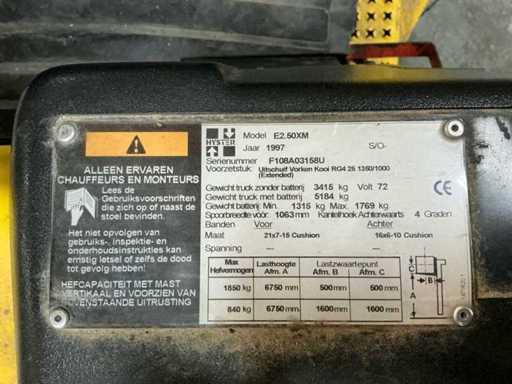 ALLEEN ERVAREN
CHAUFFEURS EN MONTEURS
Lees de
Gebruiksvoorschriften
die zich op of naast de
stoel bevinden.
Het niet opvolgen van
gebruiks-, inspektie- en
onderhoudsinstrukties kan
ernstig letsel of zelfs de dood
tot gevolg hebben!
HEFCAPACITEIT MET MAST
VERTIKAAL EN VOORZIEN VAN
BOVENSTAANDE UITRUSTING
HYSTER
Model E2.50XM
Jaar 1997 S/O-
Serienummer F108A03158U
Voorzetstuk: Uitschuif Vorken Kooi RG4 25 1350/1000
(Extended)
Gewicht truck zonder batterij 3415 kg Volt 72
Gewicht truck met batterij 5184 kg
Gewicht batterij Min. 1315 kg Max. 1769 kg
Spoorbreedte vóór: 1063 mm Kantelhoek Achterwaarts 4 Graden
Banden Voor Achter
Maat 21x7-15 Cushion 16x6-10 Cushion
Spanning --- ---
CE
Max Hefvermogen Lasthoogte Afm. A Lastzwaartepunt Afm. B Afm. C
1850 kg 6750 mm 500 mm 500 mm
840 kg 6750 mm 1600 mm 1600 mm
C
B
A